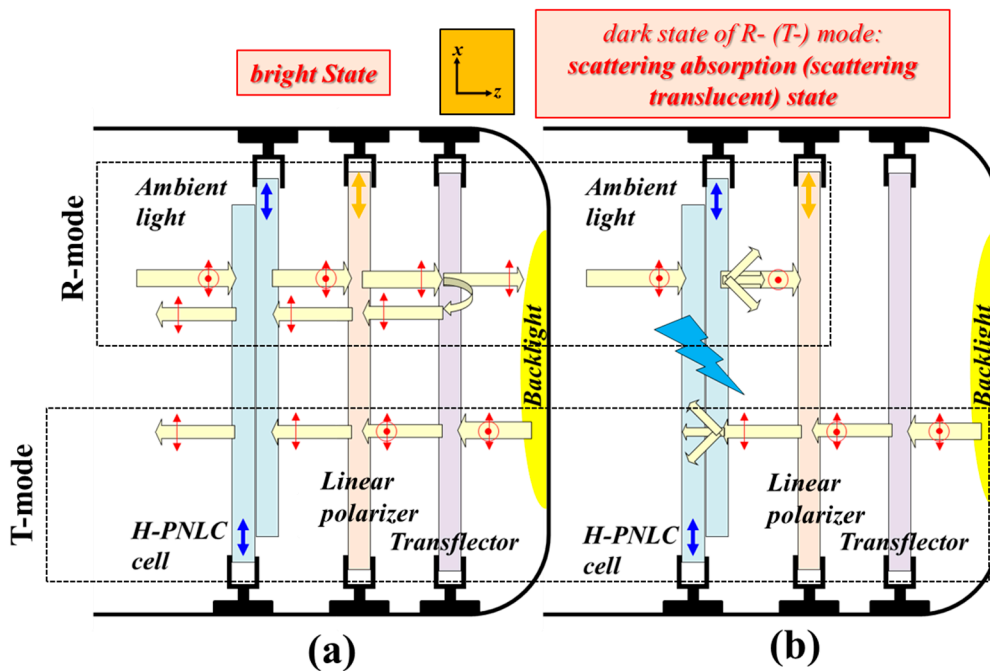 bright State
x
z
dark state of R- (T-) mode:
scattering absorption (scattering
translucent) state
R-mode
Ambient
light
Backlight
T-mode
H-PNLC
cell
Linear
polarizer
Transflector
(a)
Ambient
light
Backlight
H-PNLC
cell
Linear
polarizer
Transflector
(b)